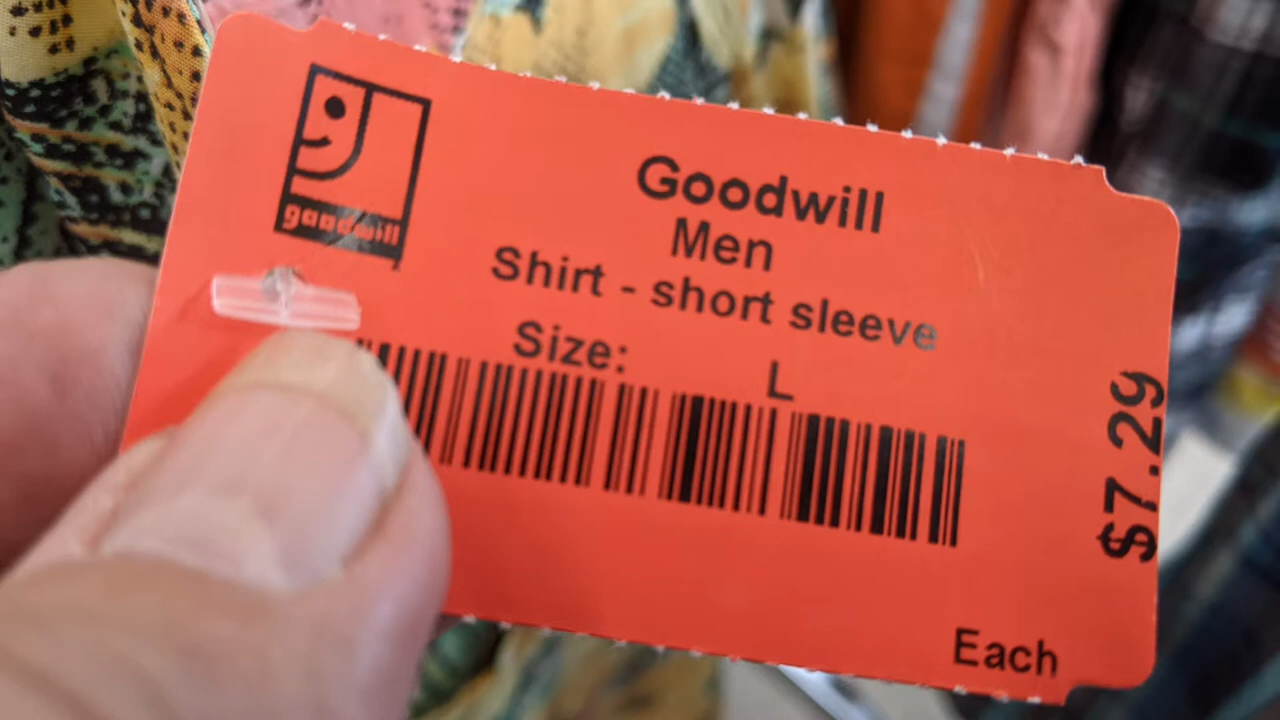 goodwill
Goodwill
Men
Shirt - short sleeve
Size: L
$7.29
Each